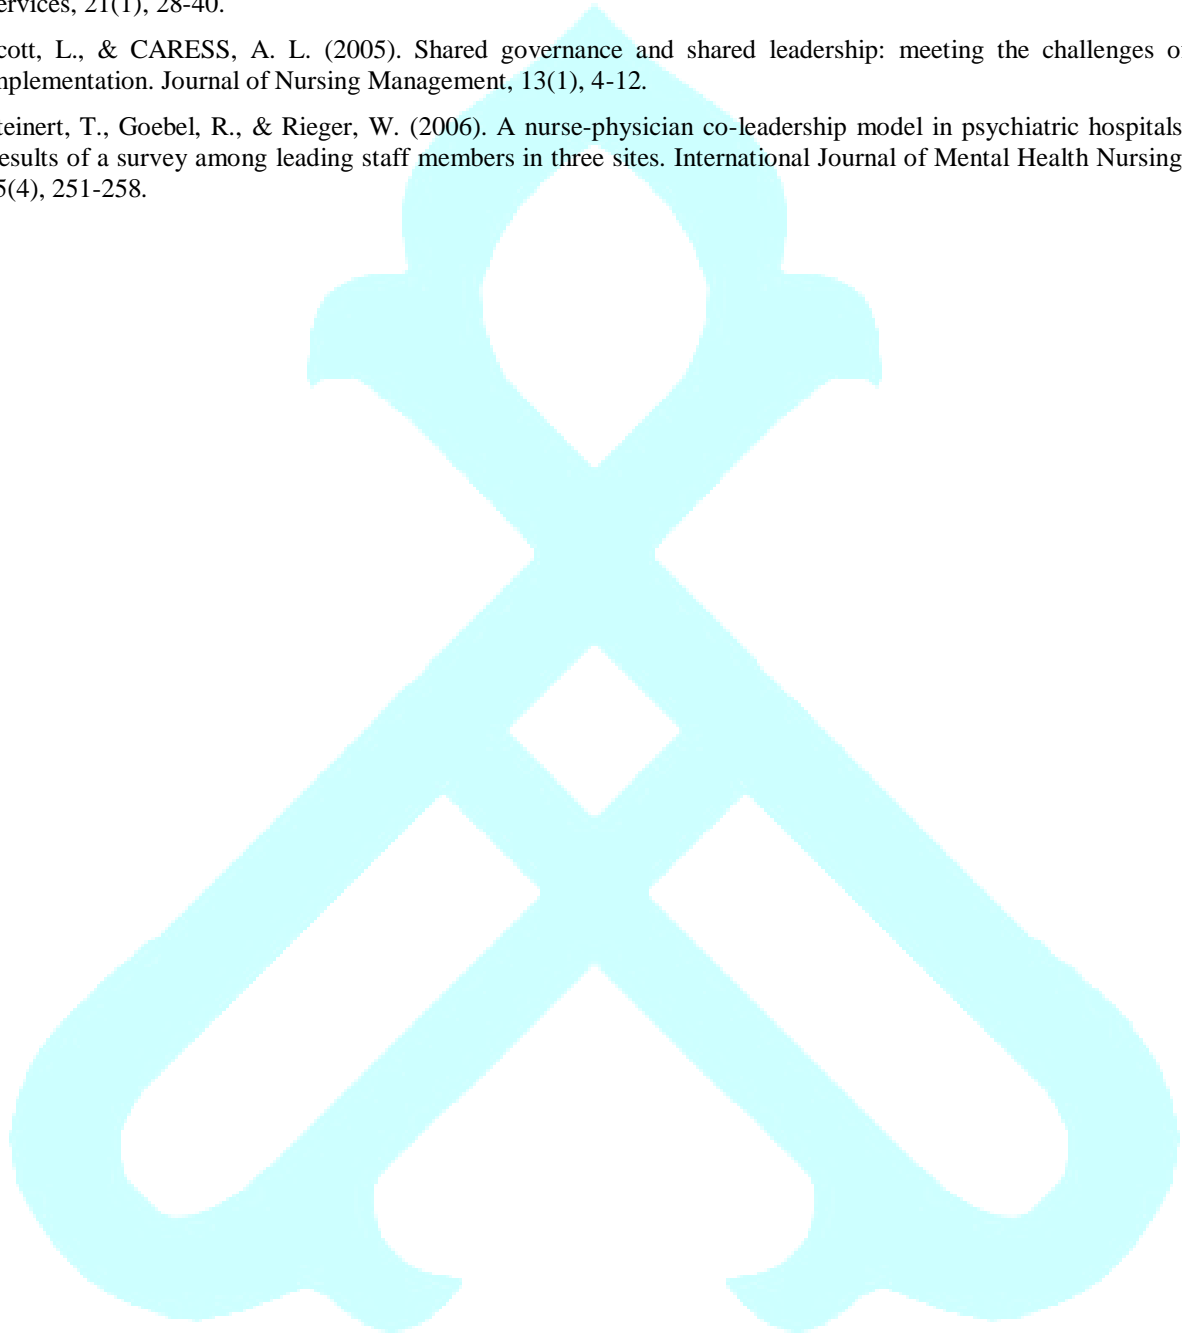 ervices, 21(1), 28-40.
cott, L., & CARESS, A. L. (2005). Shared governance and shared leadership: meeting the challenges of
mplementation. Journal of Nursing Management, 13(1), 4-12.
teinert, T., Goebel, R., & Rieger, W. (2006). A nurse-physician co-leadership model in psychiatric hospitals
esults of a survey among leading staff members in three sites. International Journal of Mental Health Nursing
5(4), 251-258.